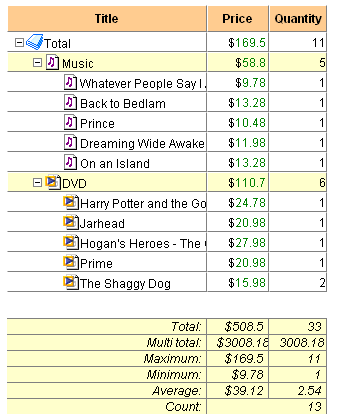 Title Price Quantity
Total $169.5 11
Music $58.8 5
Whatever People Say I $9.78 1
Back to Bedlam $13.28 1
Prince $10.48 1
Dreaming Wide Awake $11.98 1
On an Island $13.28 1
DVD $110.7 6
Harry Potter and the Go $24.78 1
Jarhead $20.98 1
Hogan's Heroes - The $27.98 1
Prime $20.98 1
The Shaggy Dog $15.98 2
Total: $508.5 33
Multi total: $3008.18 3008.18
Maximum: $169.5 11
Minimum: $9.78 1
Average: $39.12 2.54
Count: 13